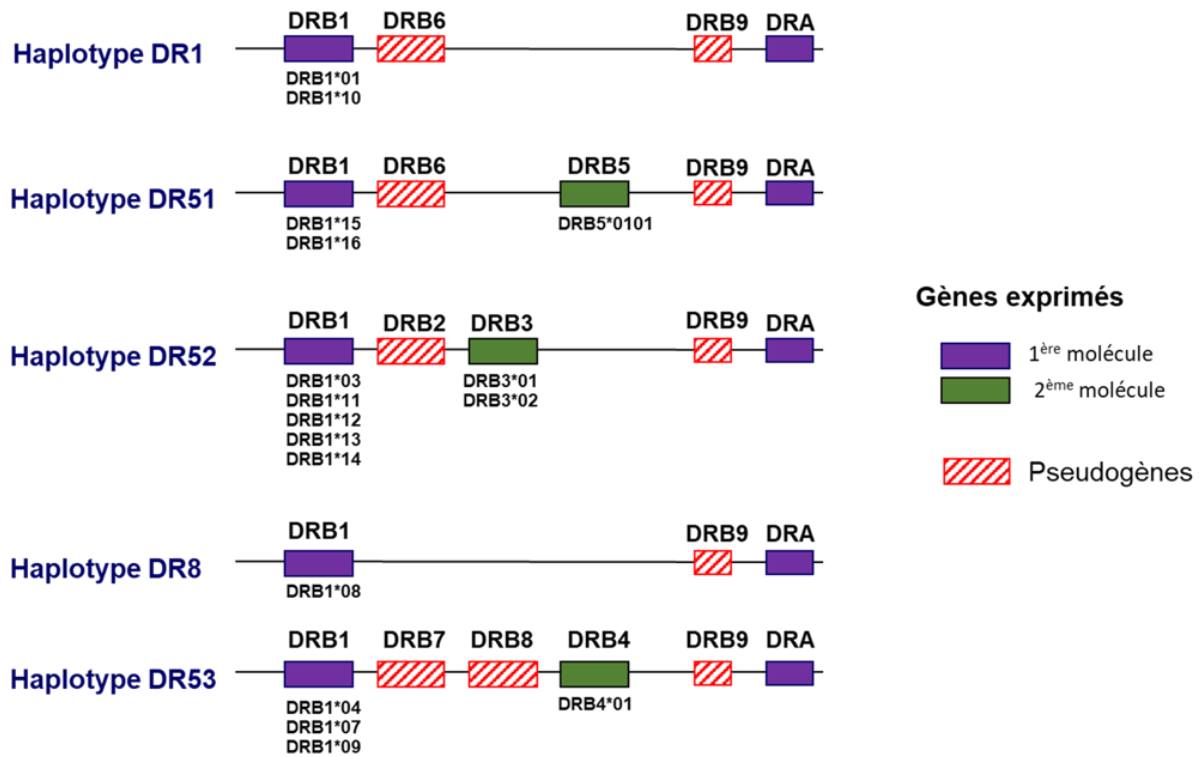 DRB1 DRB6 DRB9 DRA
Haplotype DR1
DRB1*01
DRB1*10
DRB1 DRB6 DRB5 DRB9 DRA
Haplotype DR51
DRB1*15 DRB5*0101
DRB1*16
DRB1 DRB2 DRB3 DRB9 DRA
Haplotype DR52
DRB1*03 DRB3*01
DRB1*11 DRB3*02
DRB1*12
DRB1*13
DRB1*14
DRB1 DRB9 DRA
Haplotype DR8
DRB1*08
DRB1 DRB7 DRB8 DRB4 DRB9 DRA
Haplotype DR53
DRB1*04 DRB4*01
DRB1*07
DRB1*09
Gènes exprimés
1ère molécule
2ème molécule
Pseudogènes